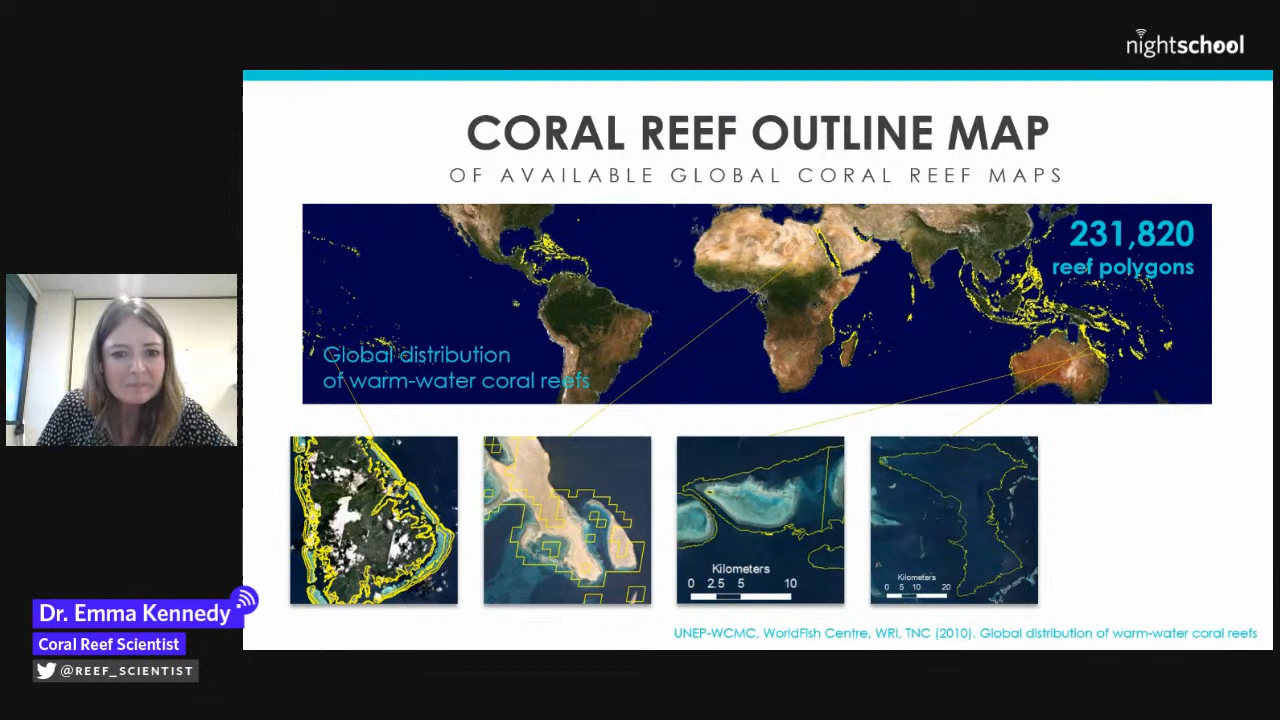 nightschool
CORAL REEF OUTLINE MAP
OF AVAILABLE GLOBAL CORAL REEF MAPS
231,820
reef polygons
Global distribution
of warm-water coral reefs
Kilometers
0 2.5 5 10
Kilometers
0 5 10 20
Dr. Emma Kennedy
Coral Reef Scientist
@REEF_SCIENTIST
UNEP-WCMC, WorldFish Centre, WRI, TNC (2010). Global distribution of warm-water coral reefs